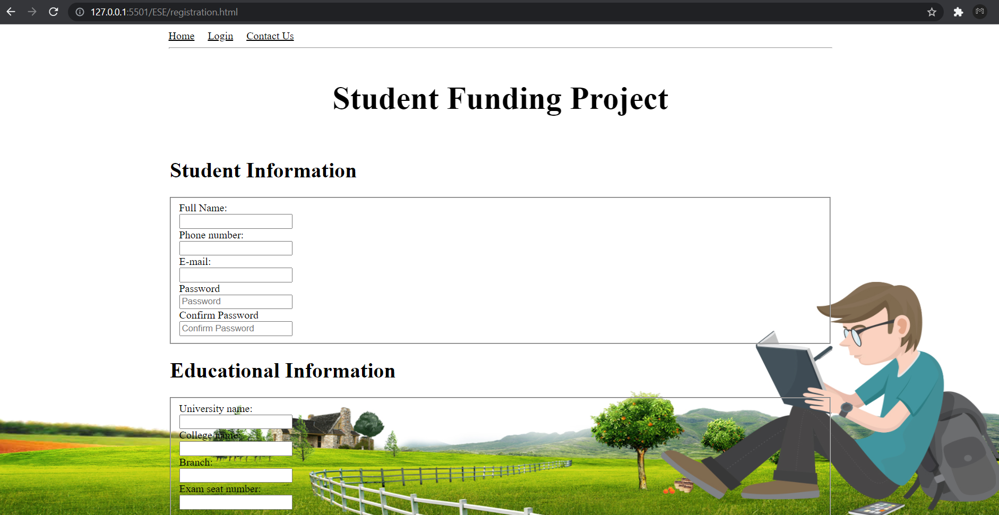 127.0.0.1:5501/ESE/registration.html
Home Login Contact Us
Student Funding Project
Student Information
Full Name:
Phone number:
E-mail:
Password
Password
Confirm Password
Confirm Password
Educational Information
University name:
College name:
Branch:
Exam seat number: